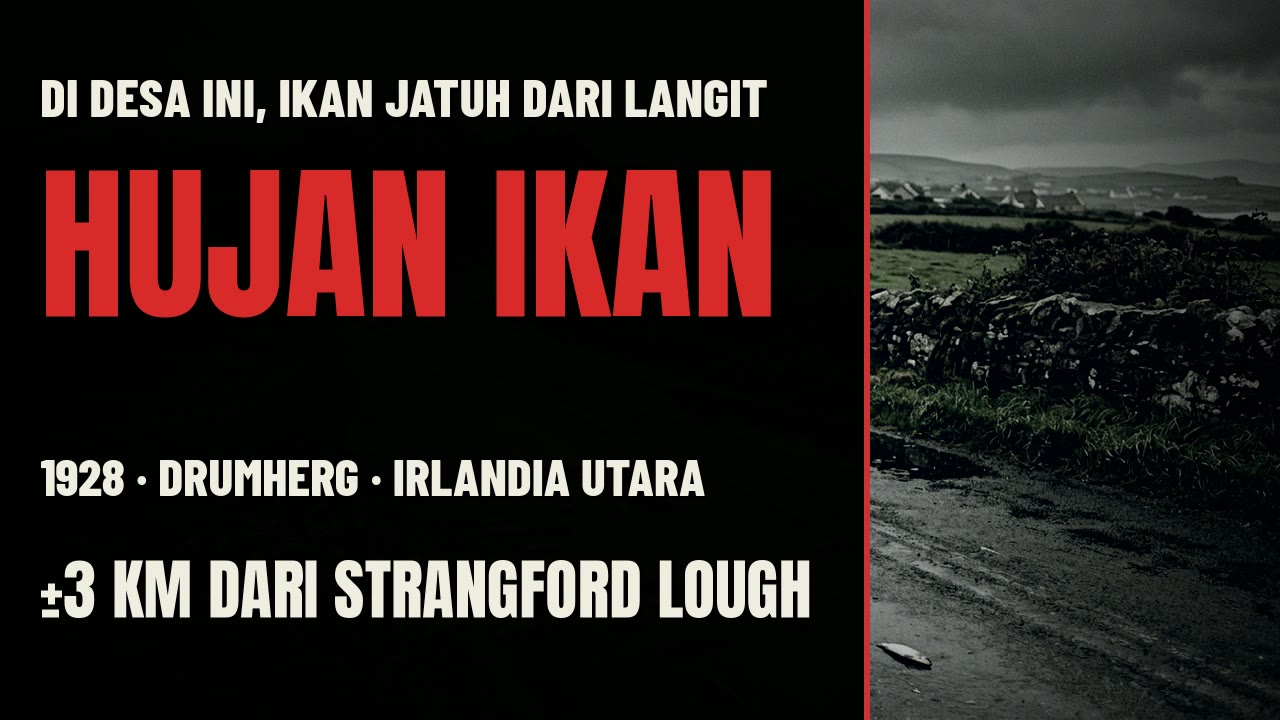 DI DESA INI, IKAN JATUH DARI LANGIT
HUJAN IKAN
1928 · DRUMHERG · IRLANDIA UTARA
±3 KM DARI STRANGFORD LOUGH